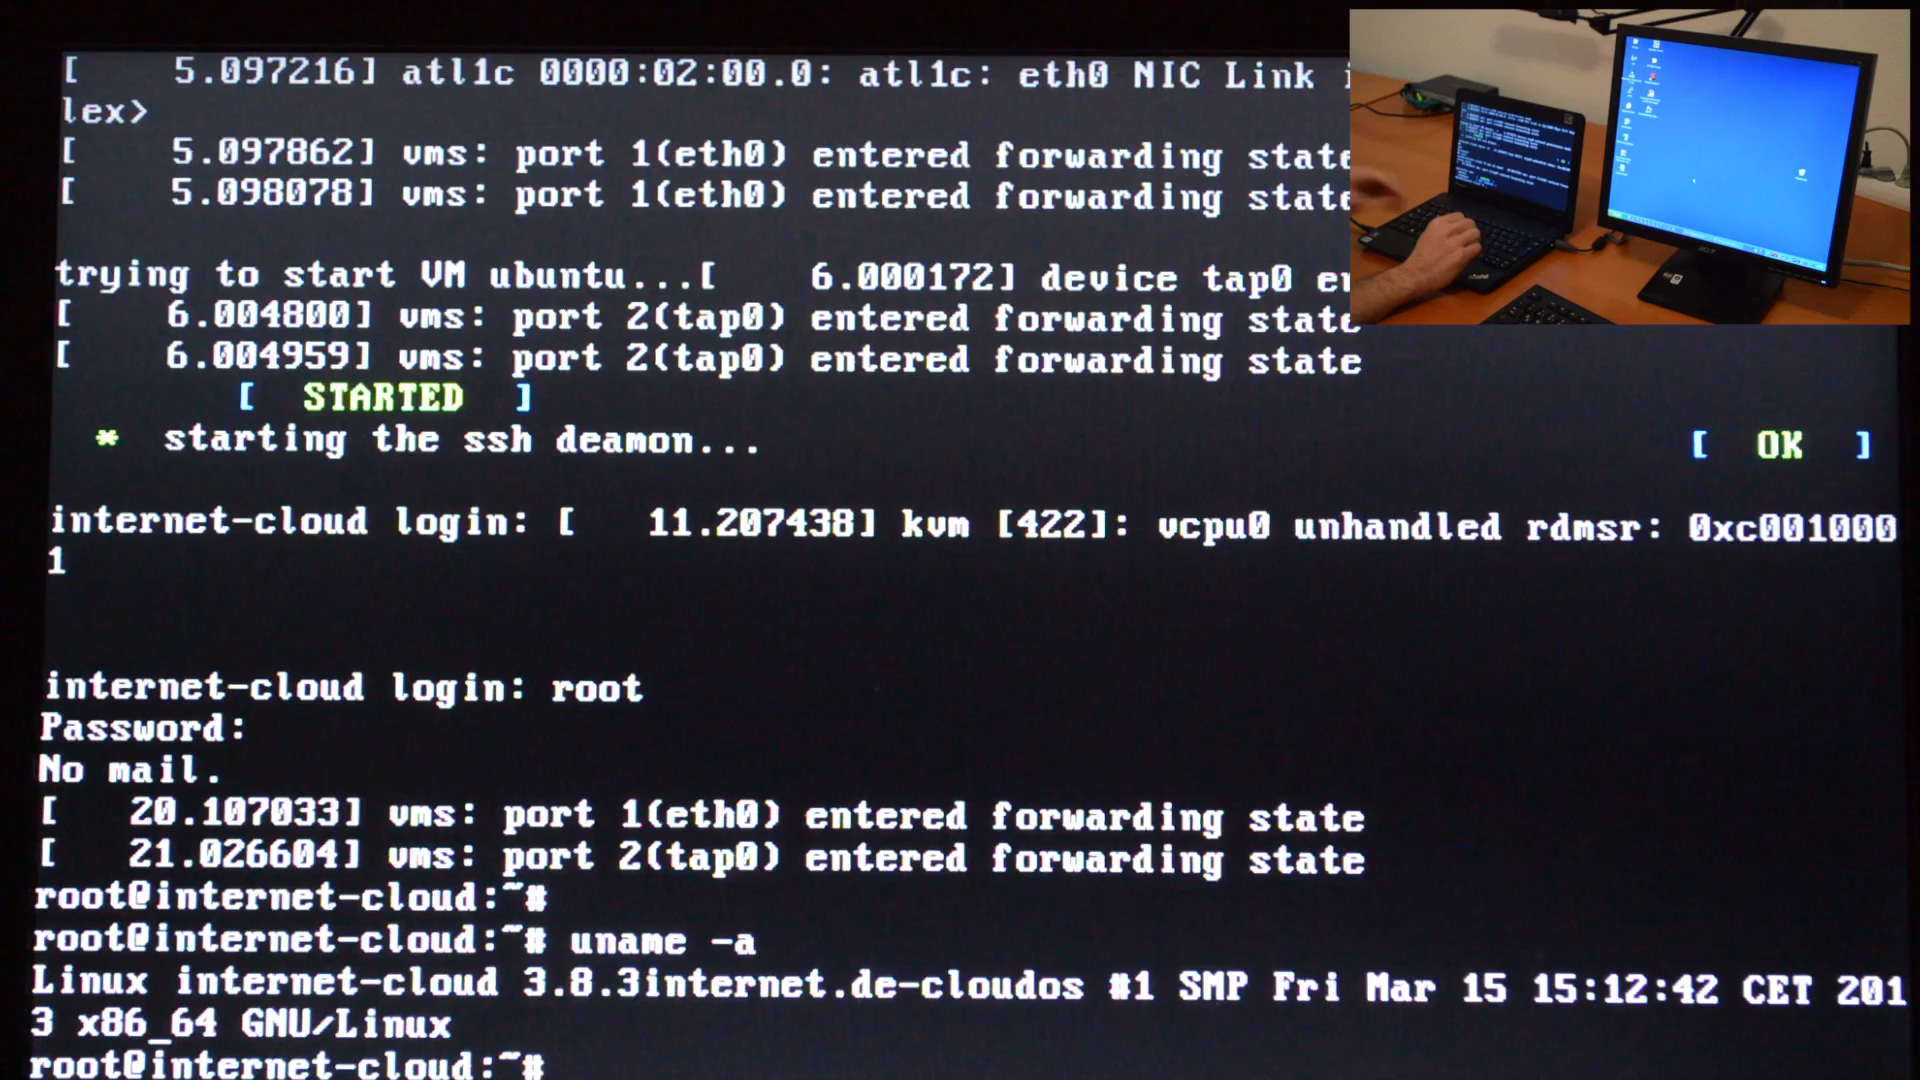 [    5.097216] atl1c 0000:02:00.0: atl1c: eth0 NIC Link
lex>
[    5.097862] vms: port 1(eth0) entered forwarding state
[    5.098078] vms: port 1(eth0) entered forwarding state
trying to start VM ubuntu...[    6.000172] device tap0
[    6.004800] vms: port 2(tap0) entered forwarding state
[    6.004959] vms: port 2(tap0) entered forwarding state
[  STARTED  ]
*  starting the ssh deamon...    [  OK  ]
internet-cloud login: [   11.207438] kvm [422]: vcpu0 unhandled rdmsr: 0xc001000
1
internet-cloud login: root
Password:
No mail.
[   20.107033] vms: port 1(eth0) entered forwarding state
[   21.026604] vms: port 2(tap0) entered forwarding state
root@internet-cloud:~#
root@internet-cloud:~# uname -a
Linux internet-cloud 3.8.3internet.de-cloudos #1 SMP Fri Mar 15 15:12:42 CET 201
3 x86_64 GNU/Linux
root@internet-cloud:~#